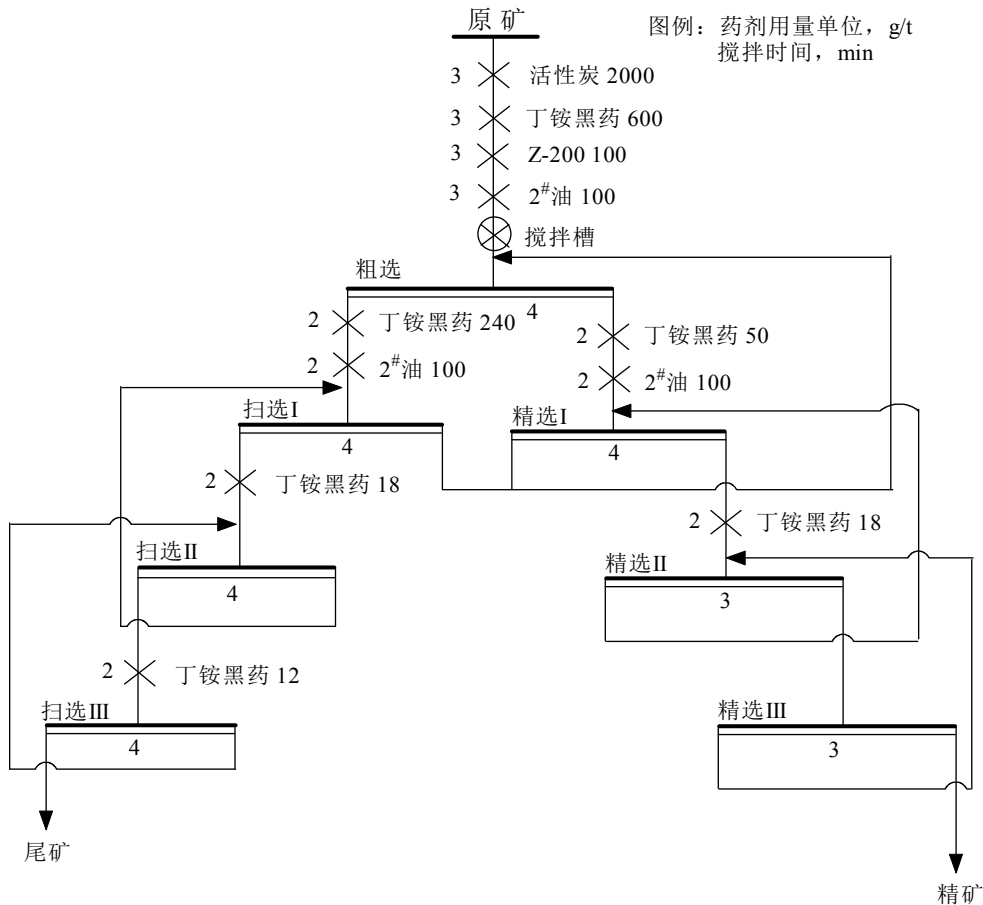 原矿
图例：药剂用量单位，g/t
搅拌时间，min
3 活性炭 2000
3 丁铵黑药 600
3 Z-200 100
3 2#油 100
搅拌槽
粗选
4
2 丁铵黑药 240
2 丁铵黑药 50
2 2#油 100
2 2#油 100
扫选I
4
精选I
4
2 丁铵黑药 18
2 丁铵黑药 18
扫选II
4
精选II
3
2 丁铵黑药 12
扫选III
4
精选III
3
尾矿
精矿